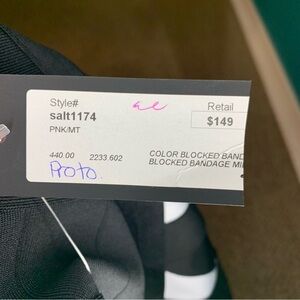 Style#
salt1174
PNK/MT
Retail
$149
440.00 2233.602
COLOR BLOCKED BAND
BLOCKED BANDAGE MI
Proto.